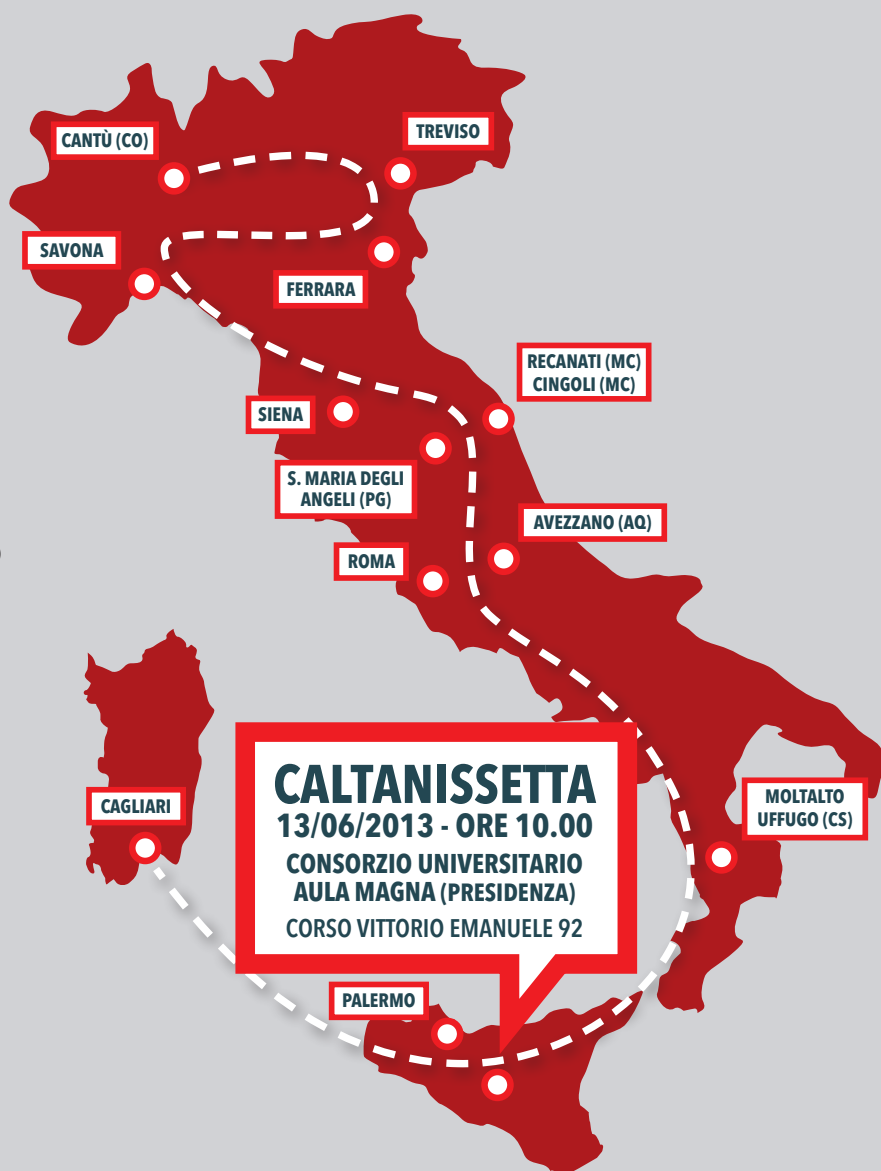 CANTÙ (CO)
TREVISO
SAVONA
FERRARA
RECANATI (MC)
CINGOLI (MC)
SIENA
S. MARIA DEGLI
ANGELI (PG)
AVEZZANO (AQ)
ROMA
CALTANISSETTA
13/06/2013 - ORE 10.00
CONSORZIO UNIVERSITARIO
AULA MAGNA (PRESIDENZA)
CORSO VITTORIO EMANUELE 92
CAGLIARI
MOLTALTO
UFFUGO (CS)
PALERMO